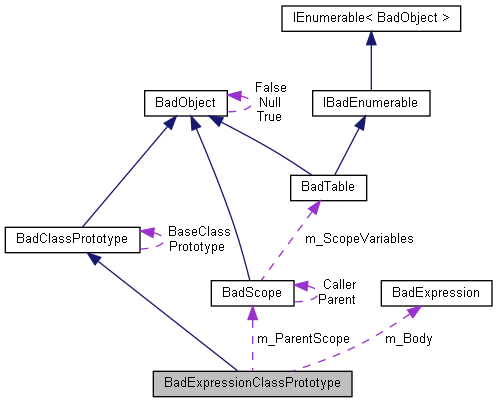 IEnumerable< BadObject >
BadObject
False
Null
True
IBadEnumerable
BadTable
BadClassPrototype
BaseClass
Prototype
m_ScopeVariables
BadScope
Caller
Parent
BadExpression
m_ParentScope
m_Body
BadExpressionClassPrototype